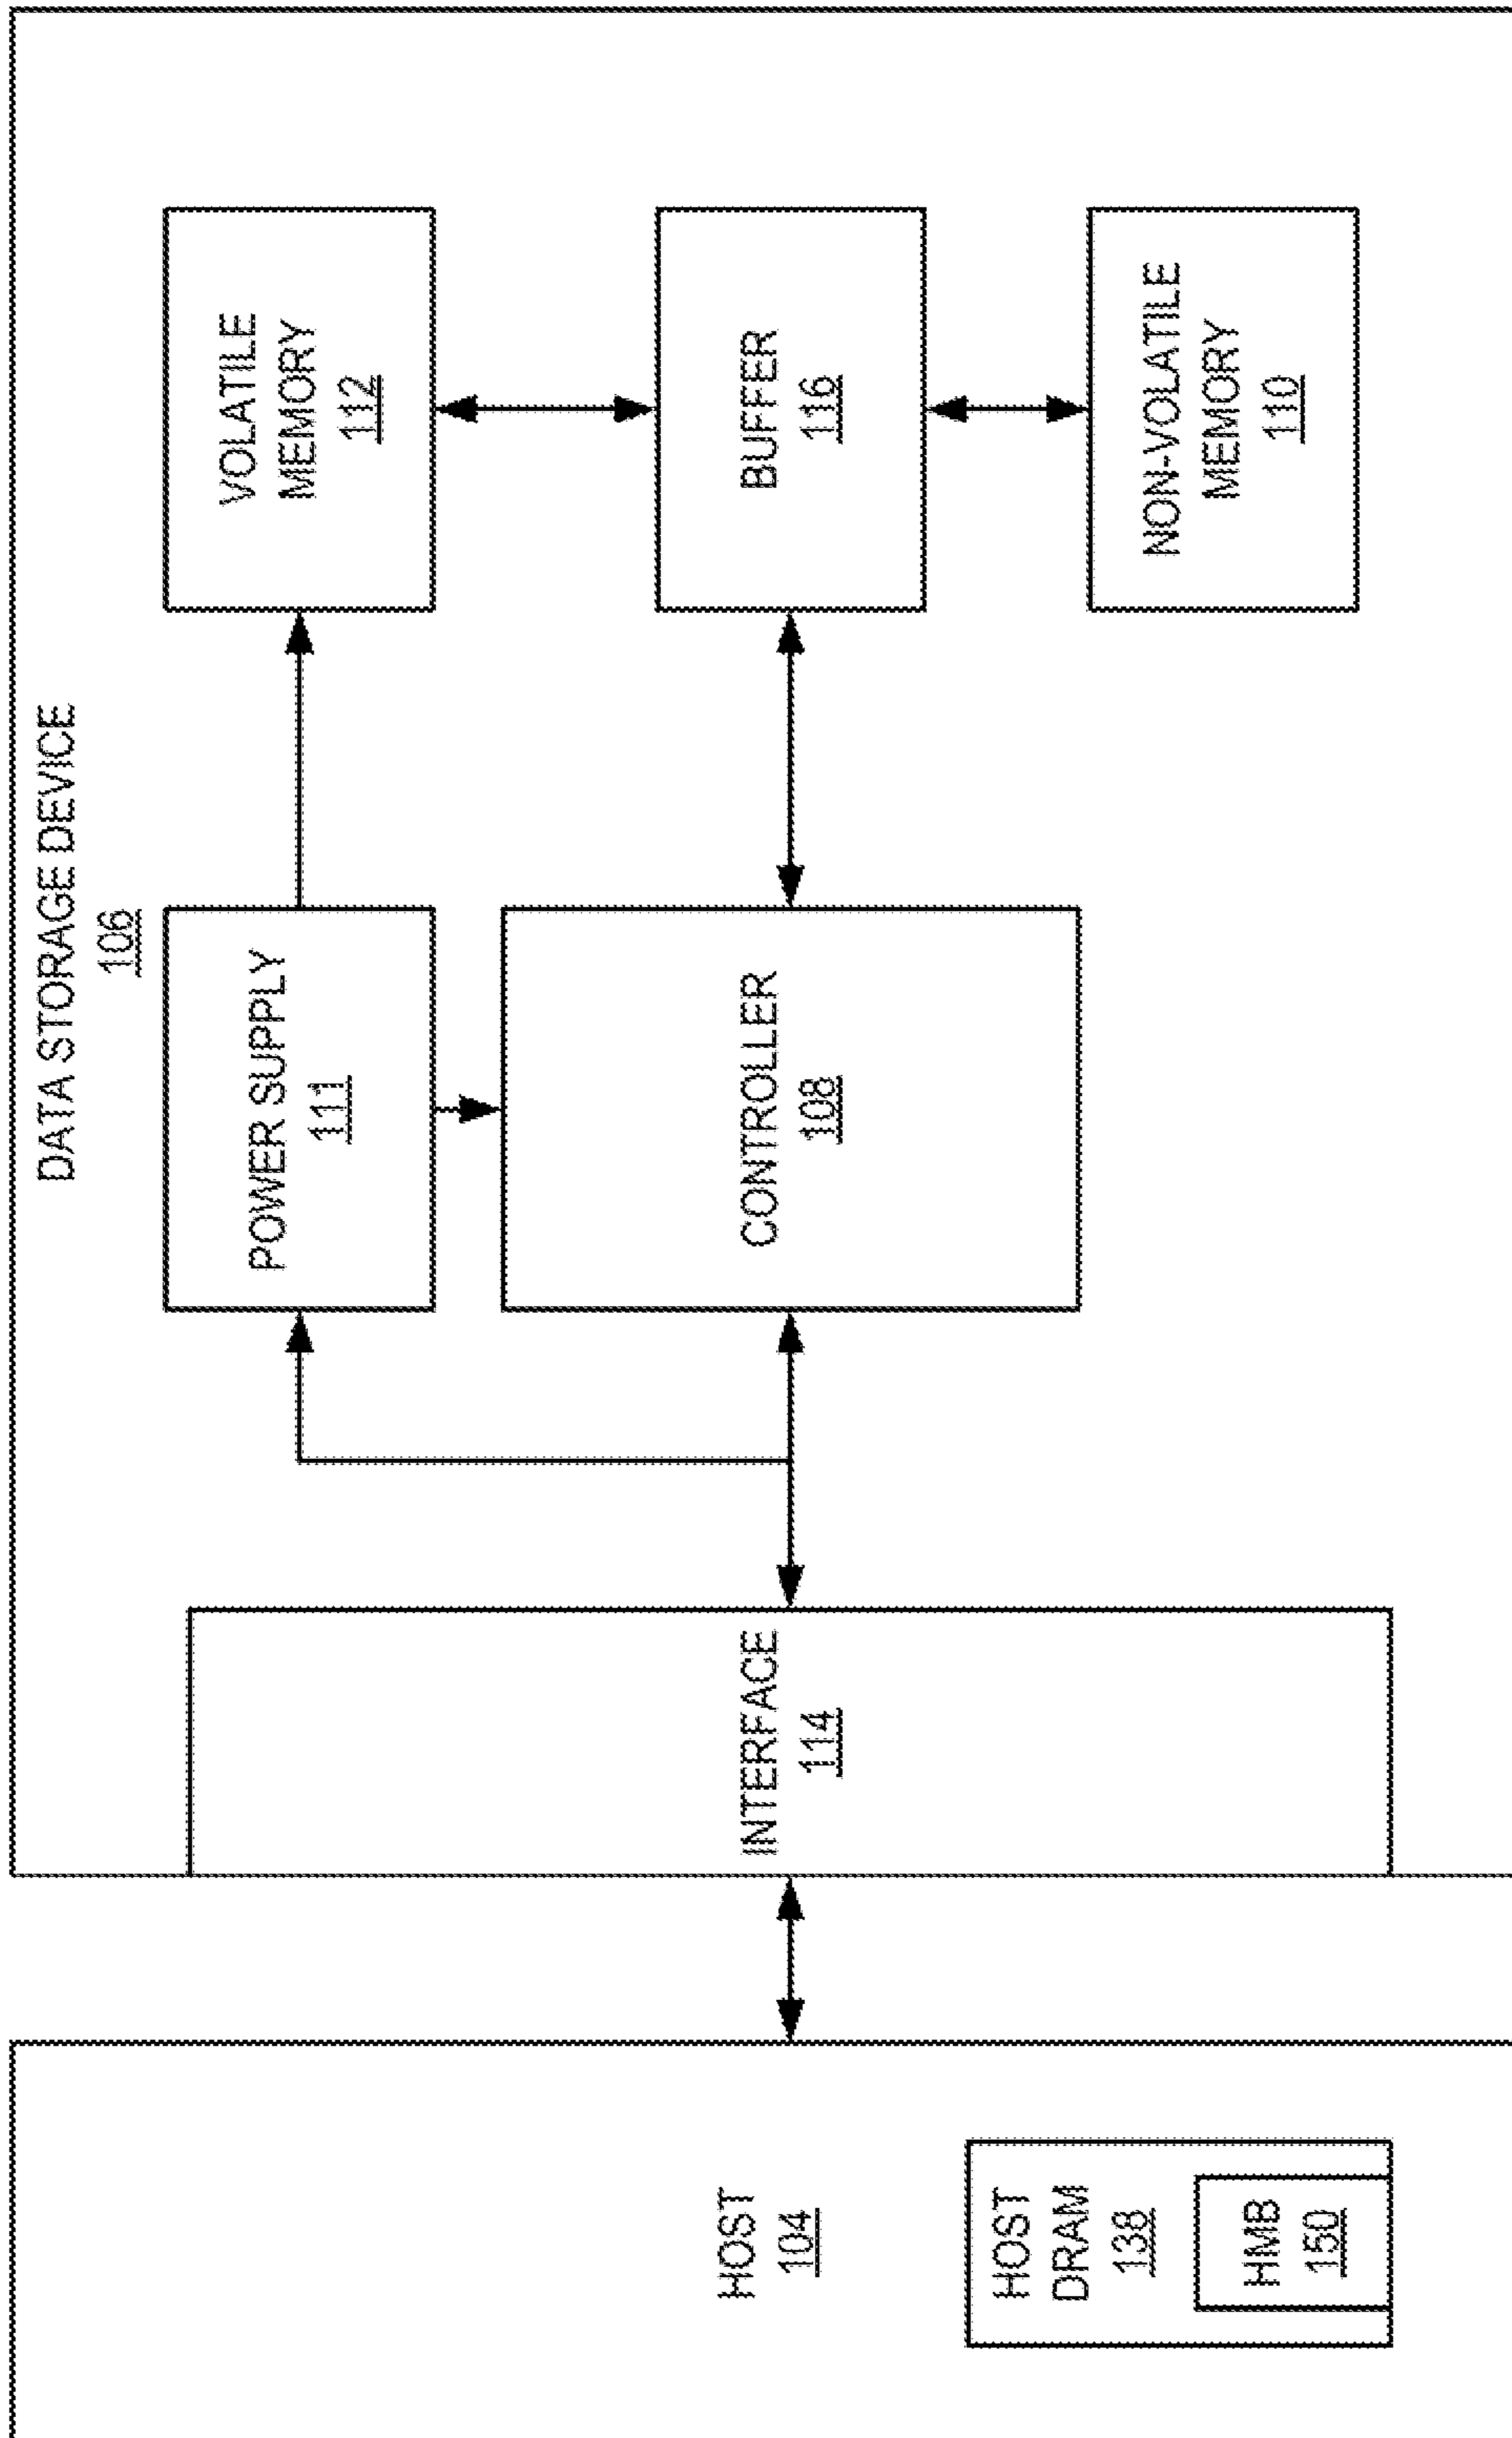 DATA STORAGE DEVICE
106
HOST
104
HOST
DRAM
138
HMB
150
INTERFACE
114
POWER SUPPLY
111
CONTROLLER
108
VOLATILE
MEMORY
112
BUFFER
116
NON-VOLATILE
MEMORY
110